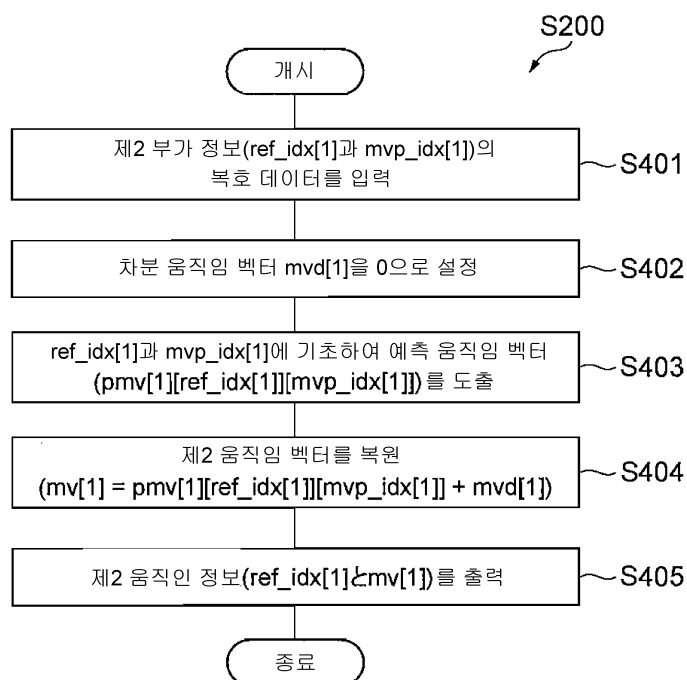 S200
개시
제2 부가 정보(ref_idx[1]과 mvp_idx[1])의
복호 데이터를 입력
S401
차분 움직임 벡터 mvd[1]을 0으로 설정
S402
ref_idx[1]과 mvp_idx[1]에 기초하여 예측 움직임 벡터
(pmv[1][ref_idx[1]][mvp_idx[1]])를 도출
S403
제2 움직임 벡터를 복원
(mv[1] = pmv[1][ref_idx[1]][mvp_idx[1]] + mvd[1])
S404
제2 움직인 정보(ref_idx[1]とmv[1])를 출력
S405
종료